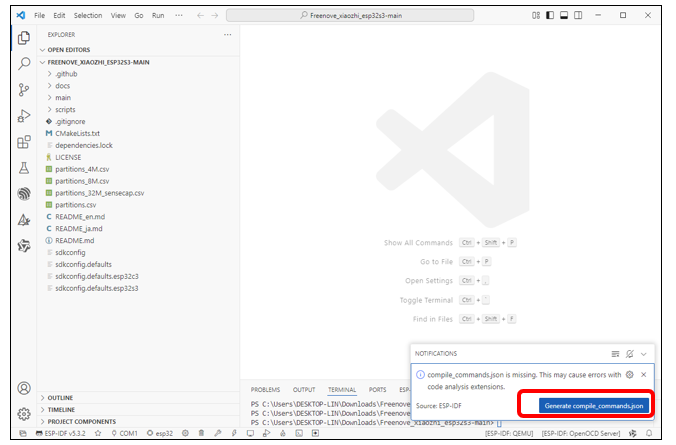 File Edit Selection View Go Run ···
Freenove_xiaozhi_esp32s3-main
EXPLORER
OPEN EDITORS
FREENOVE_XIAOZHI_ESP32S3-MAIN
.github
docs
main
scripts
.gitignore
CMakeLists.txt
dependencies.lock
LICENSE
partitions_4M.csv
partitions_8M.csv
partitions_32M_sensecap.csv
partitions.csv
README_en.md
README_ja.md
README.md
sdkconfig
sdkconfig.defaults
sdkconfig.defaults.esp32c3
sdkconfig.defaults.esp32s3
OUTLINE
TIMELINE
PROJECT COMPONENTS
Show All Commands Ctrl + Shift + P
Go to File Ctrl + P
Open Settings Ctrl + ,
Toggle Terminal Ctrl + `
Find in Files Ctrl + Shift + F
PROBLEMS OUTPUT TERMINAL PORTS
PS C:\Users\DESKTOP-LIN\Downloads\Freenov
PS C:\Users\DESKTOP-LIN\Downloads\Freenov
PS C:\Users\DESKTOP-LIN\Downloads\Freenove_xiaozhi_esp32s3-main>
NOTIFICATIONS
compile_commands.json is missing. This may cause errors with
code analysis extensions.
Source: ESP-IDF
Generate compile_commands.json
ESP-IDF v5.3.2 COM1 esp32 [ESP-IDF: QEMU] [ESP-IDF: OpenOCD Server]